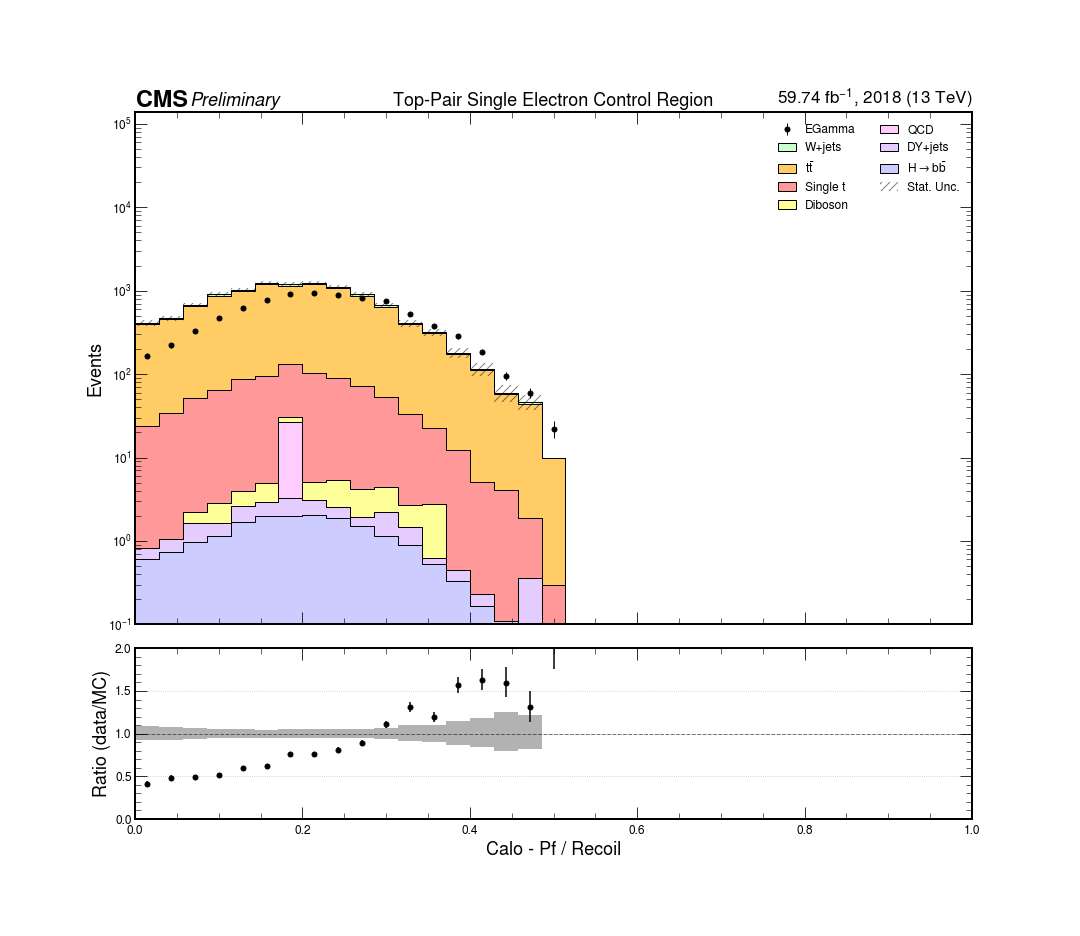 CMS Preliminary Top-Pair Single Electron Control Region 59.74 fb⁻¹, 2018 (13 TeV)
EGamma QCD
W+jets DY+jets
tt̄ H→bb̄
Single t Stat. Unc.
Diboson
10⁵
10⁴
10³
10²
10¹
10⁰
10⁻¹
Events
2.0
1.5
1.0
0.5
0.0
Ratio (data/MC)
0.0 0.2 0.4 0.6 0.8 1.0
Calo - Pf / Recoil